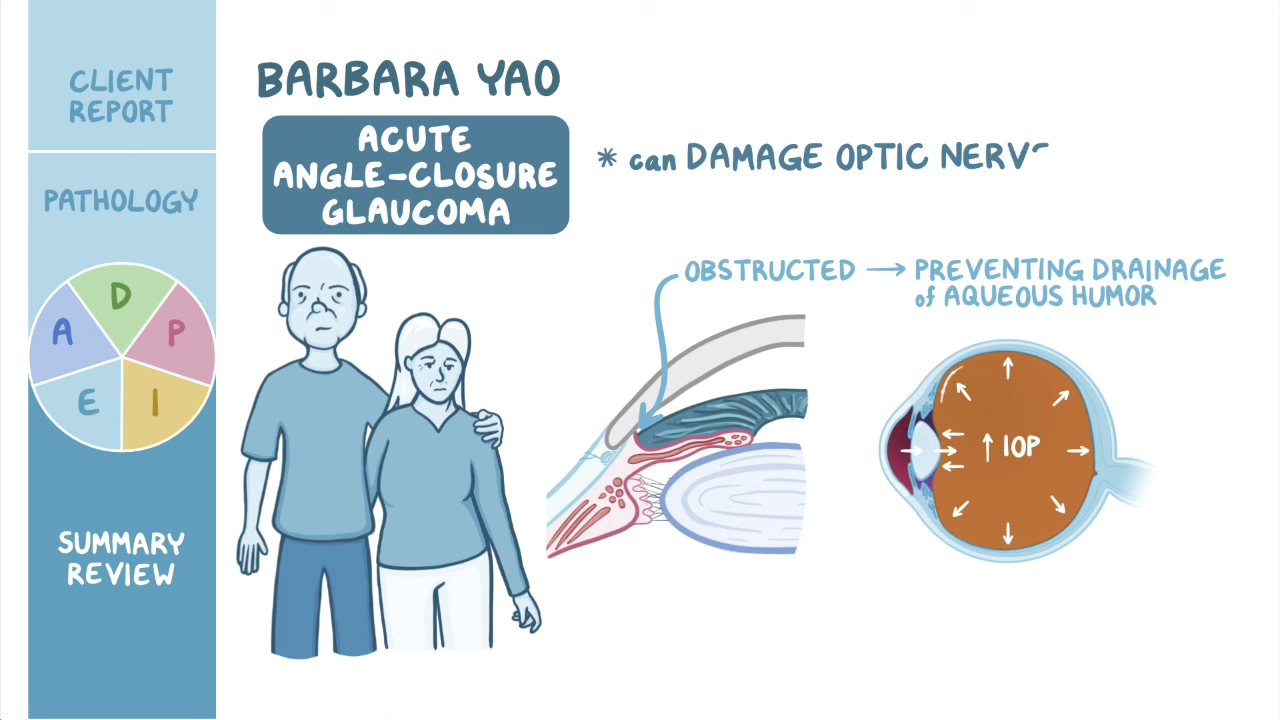 CLIENT
REPORT
PATHOLOGY
A
D
P
E
I
SUMMARY
REVIEW
BARBARA YAO
ACUTE
ANGLE-CLOSURE
GLAUCOMA
* can DAMAGE OPTIC NERV
OBSTRUCTED → PREVENTING DRAINAGE
of AQUEOUS HUMOR
↑ IOP